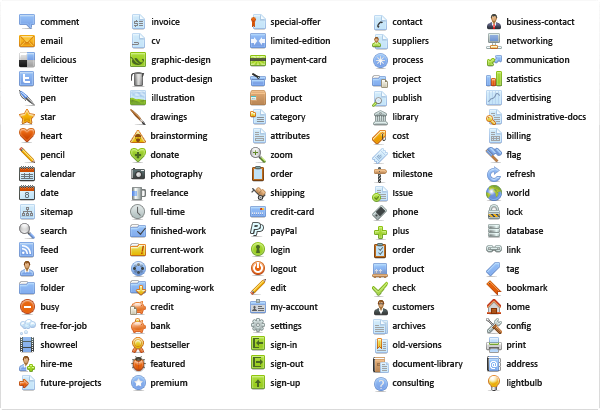 comment
email
delicious
twitter
pen
star
heart
pencil
calendar
date
sitemap
search
feed
user
folder
busy
free-for-job
showreel
hire-me
future-projects
invoice
cv
graphic-design
product-design
illustration
drawings
brainstorming
donate
photography
freelance
full-time
finished-work
current-work
collaboration
upcoming-work
credit
bank
bestseller
featured
premium
special-offer
limited-edition
payment-card
basket
product
category
attributes
zoom
order
shipping
credit-card
payPal
login
logout
edit
my-account
settings
sign-in
sign-out
sign-up
contact
suppliers
process
project
publish
library
cost
ticket
milestone
Issue
phone
plus
order
product
check
customers
archives
old-versions
document-library
consulting
business-contact
networking
communication
statistics
advertising
administrative-docs
billing
flag
refresh
world
lock
database
link
tag
bookmark
home
config
print
address
lightbulb